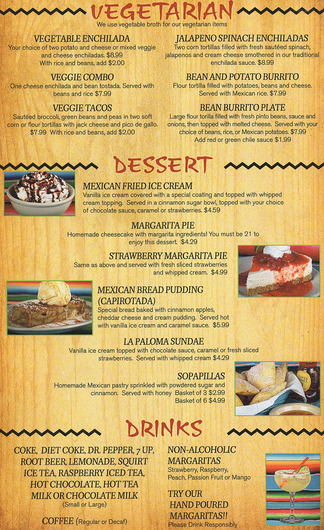 VEGETARIAN
We use vegetable broth for our vegetarian items
VEGETABLE ENCHILADA
Your choice of two potato and cheese or mixed veggie
and cheese enchiladas. $8.99
With rice and beans, add $2.00
VEGGIE COMBO
One cheese enchilada and bean tostada. Served with
beans and rice $7.99
VEGGIE TACOS
Sautéed broccoli, green beans and peas in two soft
corn or flour tortillas with jack cheese and pico de gallo.
$7.99 With rice and beans, add $2.00
JALAPENO SPINACH ENCHILADAS
Two corn tortillas filled with fresh sautéed spinach,
jalapenos and cream cheese smothered in our traditional
enchilada sauce. $8.99
BEAN AND POTATO BURRITO
Flour tortilla filled with potatoes, beans and cheese.
Served with Mexican rice. $7.99
BEAN BURRITO PLATE
Large flour tortilla filled with fresh pinto beans, sauce and
onions, then topped with melted cheese. Served with your
choice of beans, rice, or Mexican potatoes. $7.99
Add red or green chile sauce $1.99
DESSERT
MEXICAN FRIED ICE CREAM
Vanilla ice cream covered with a special coating and topped with whipped
cream topping. Served in a cinnamon sugar bowl, topped with your choice
of chocolate sauce, caramel or strawberries. $4.59
MARGARITA PIE
Homemade cheesecake with margarita ingredients! You must be 21 to
enjoy this dessert $4.29
STRAWBERRY MARGARITA PIE
Same as above and served with fresh sliced strawberries
and whipped cream. $4.99
MEXICAN BREAD PUDDING
(CAPIROTADA)
Special bread baked with cinnamon apples,
cheddar cheese and cream pudding. Served hot
with vanilla ice cream and caramel sauce. $5.99
LA PALOMA SUNDAE
Vanilla ice cream topped with chocolate sauce, caramel or fresh sliced
strawberries. Served with whipped cream $4.29
SOPAPILLAS
Homemade Mexican pastry sprinkled with powdered sugar and
cinnamon. Served with honey Basket of 3 $2.99
Basket of 6 $4.99
DRINKS
COKE, DIET COKE, DR. PEPPER, 7 UP,
ROOT BEER, LEMONADE, SQUIRT
ICE TEA, RASPBERRY ICED TEA,
HOT CHOCOLATE, HOT TEA
MILK OR CHOCOLATE MILK
(Small or Large)
COFFEE (Regular or Decaf)
NON-ALCOHOLIC
MARGARITAS
Strawberry, Raspberry,
Peach, Passion Fruit or Mango
TRY OUR
HAND POURED
MARGARITAS!!
Please Drink Responsibly